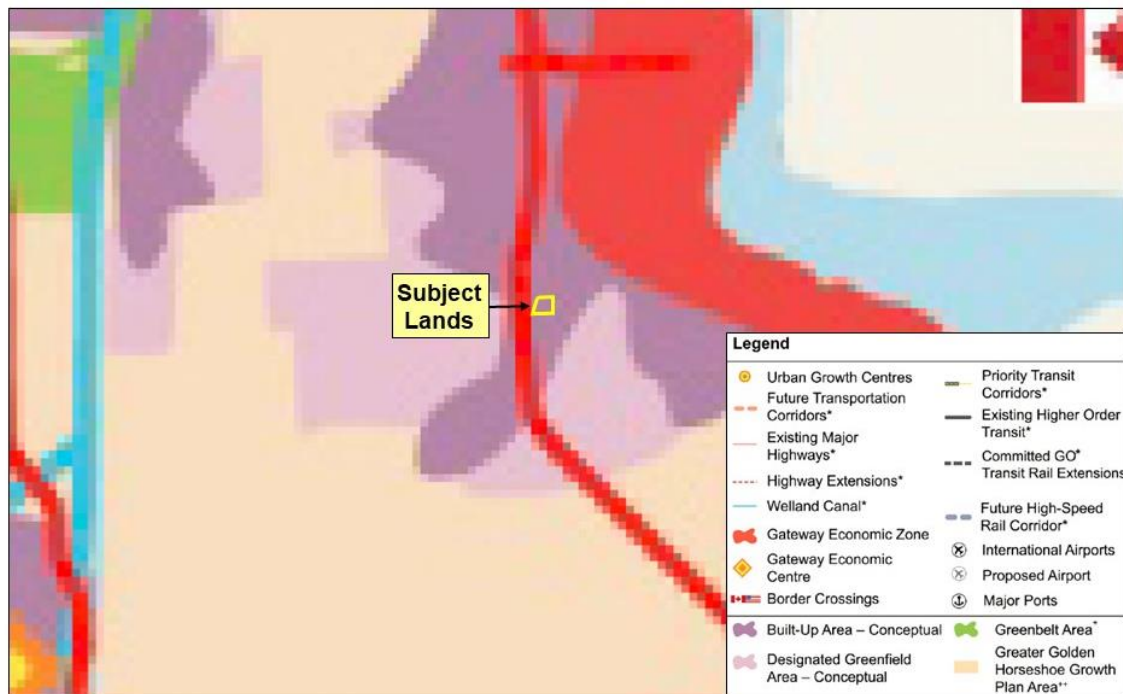 Subject
Lands
Legend
Urban Growth Centres
Future Transportation
Corridors*
Existing Major
Highways*
Highway Extensions*
Welland Canal*
Gateway Economic Zone
Gateway Economic
Centre
Border Crossings
Priority Transit
Corridors*
Existing Higher Order
Transit*
Committed GO*
Transit Rail Extensions
Future High-Speed
Rail Corridor*
International Airports
Proposed Airport
Major Ports
Built-Up Area – Conceptual
Designated Greenfield
Area – Conceptual
Greenbelt Area*
Greater Golden
Horseshoe Growth
Plan Area**